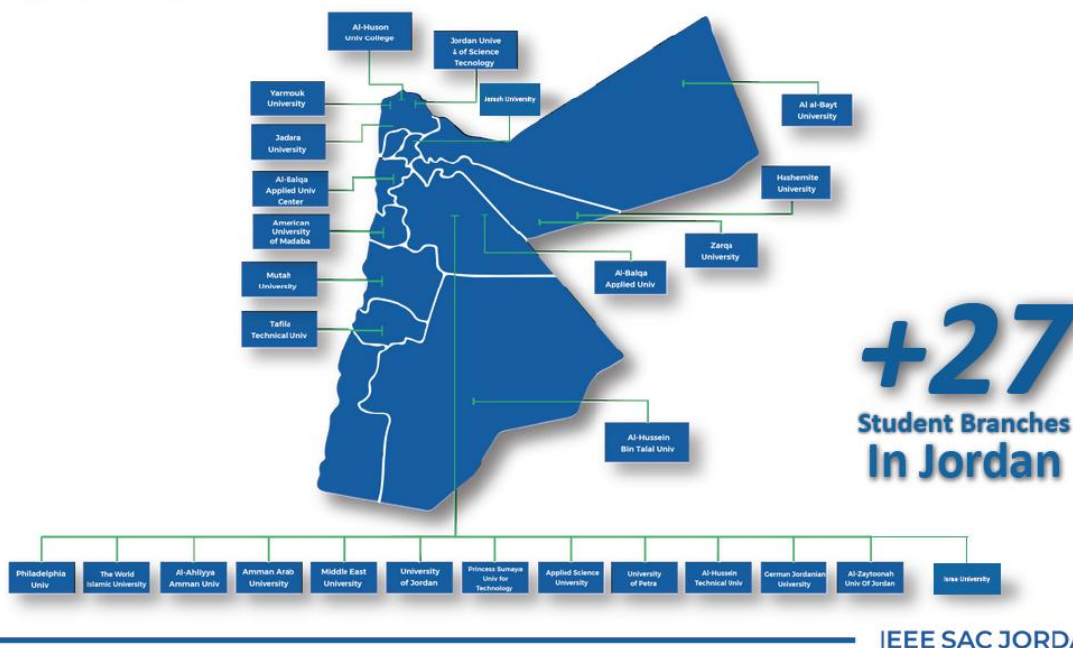 Al-Huson
Univ College
Jordan Unive
& of Science
Tecnology
Yarmouk
University
Jerash University
Al al-Bayt
University
Jadara
University
Al-Balqa
Applied Univ
Center
Hashemite
University
American
University
of Madaba
Zarqa
University
Mutah
University
Al-Balqa
Applied Univ
Tafila
Technical Univ
+27
Student Branches
In Jordan
Al-Hussein
Bin Talal Univ
Philadelphia
Univ
The World
Islamic University
Al-Ahliyya
Amman Univ
Amman Arab
University
Middle East
University
University
of Jordan
Princess Sumaya
Univ for
Technology
Applied Science
University
University
of Petra
Al-Hussein
Technical Univ
German Jordanian
University
Al-Zaytoonah
Univ Of Jordan
Isra University
IEEE SAC JORDA